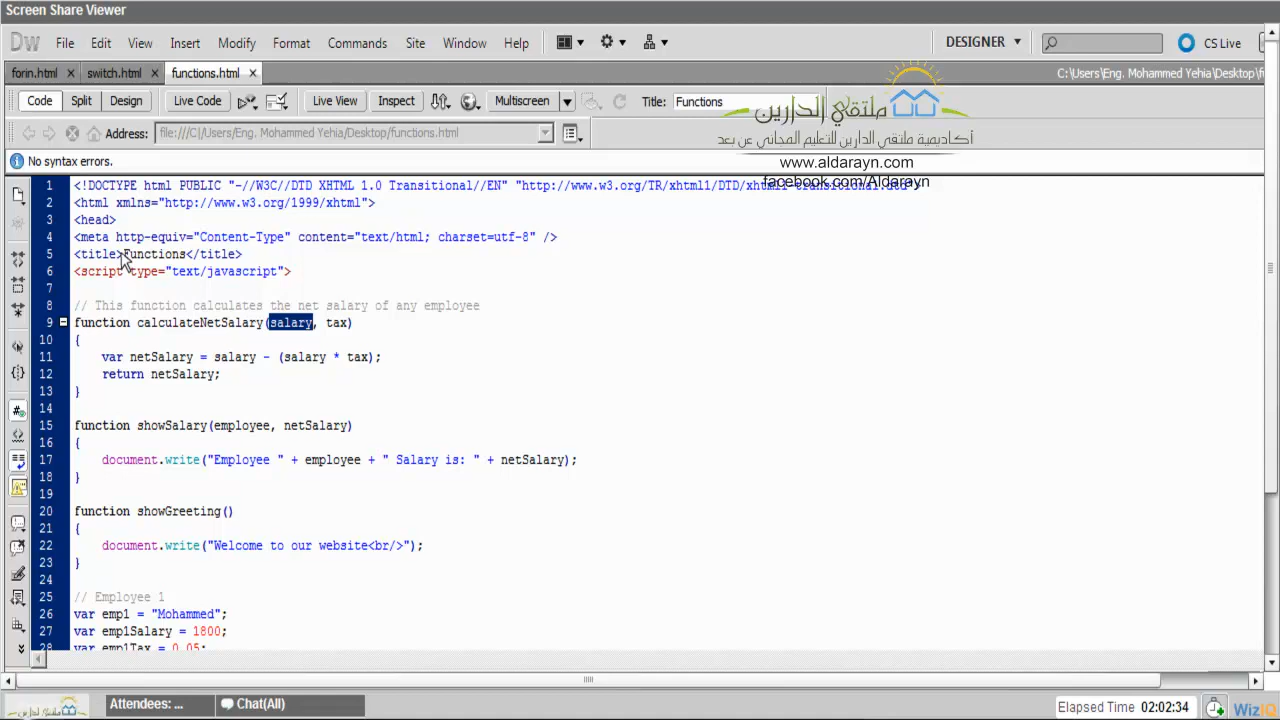 Screen Share Viewer
Dw File Edit View Insert Modify Format Commands Site Window Help DESIGNER CS Live
forin.html × switch.html × functions.html × C:\Users\Eng. Mohammed Yehia\Desktop\fu
Code Split Design Live Code Live View Inspect Multiscreen Title: Functions
ملتقي الدارين
أكاديمية ملتقي الدارين للتعليم المجاني عن بعد
Address: file:///C|/Users/Eng. Mohammed Yehia/Desktop/functions.html
No syntax errors.
www.aldarayn.com
facebook.com/Aldarayn
1 <!DOCTYPE html PUBLIC "-//W3C//DTD XHTML 1.0 Transitional//EN" "http://www.w3.org/TR/xhtml1/DTD/xhtml1-transitional.dtd">
2 <html xmlns="http://www.w3.org/1999/xhtml">
3 <head>
4 <meta http-equiv="Content-Type" content="text/html; charset=utf-8" />
5 <title>Functions</title>
6 <script type="text/javascript">
7
8 // This function calculates the net salary of any employee
9 function calculateNetSalary(salary, tax)
10 {
11 var netSalary = salary - (salary * tax);
12 return netSalary;
13 }
14
15 function showSalary(employee, netSalary)
16 {
17 document.write("Employee " + employee + " Salary is: " + netSalary);
18 }
19
20 function showGreeting()
21 {
22 document.write("Welcome to our website<br/>");
23 }
24
25 // Employee 1
26 var emp1 = "Mohammed";
27 var emp1Salary = 1800;
28 var emp1Tax = 0.05;
Attendees: ... Chat(All) Elapsed Time 02:02:34 WizIQ